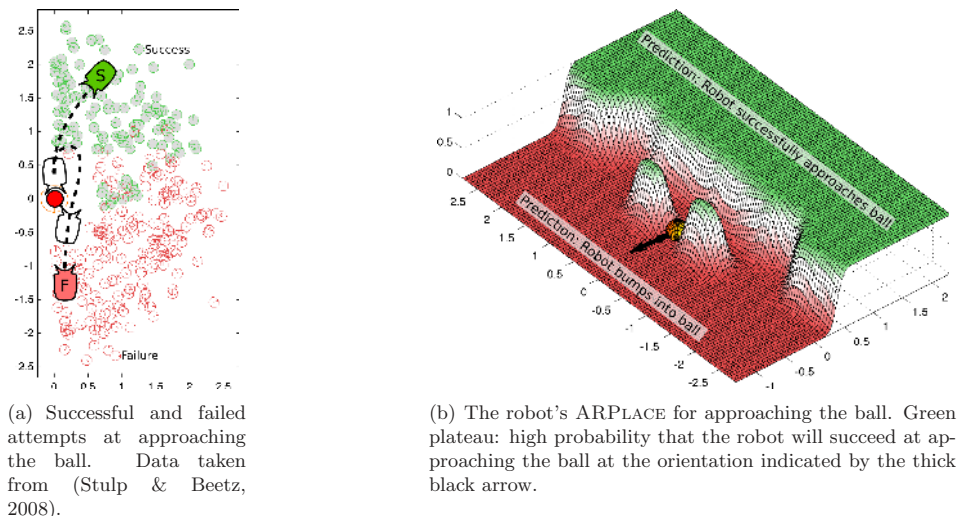 2.5
2
1.5
1
0.5
0
-0.5
-1
-1.5
-2
2.5
0
0.5
1
1.5
2
2.5
Success
S
F
Failure
(a) Successful and failed
attempts at approaching
the ball. Data taken
from (Stulp & Beetz,
2008).
1
0.5
0
2.5
2
1.5
1
0.5
0
-0.5
-1
-1.5
-2
-2.5
-1
-0.5
0
0.5
1
1.5
2
Prediction: Robot successfully approaches ball
Prediction: Robot bumps into ball
(b) The robot's ARPLACE for approaching the ball. Green
plateau: high probability that the robot will succeed at ap-
proaching the ball at the orientation indicated by the thick
black arrow.